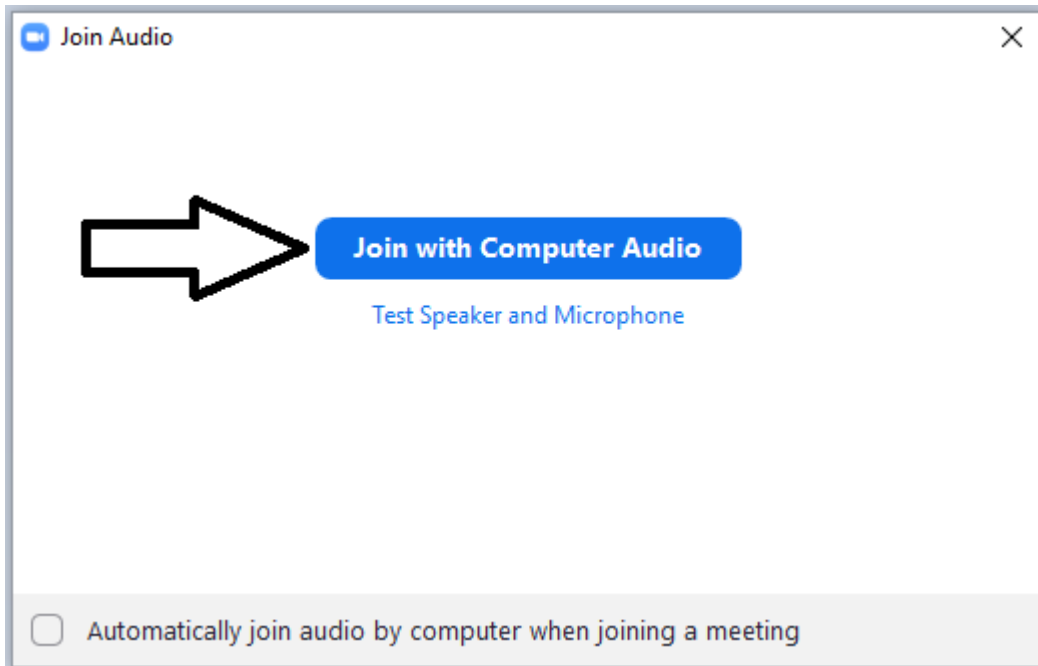 Join Audio
Join with Computer Audio
Test Speaker and Microphone
Automatically join audio by computer when joining a meeting